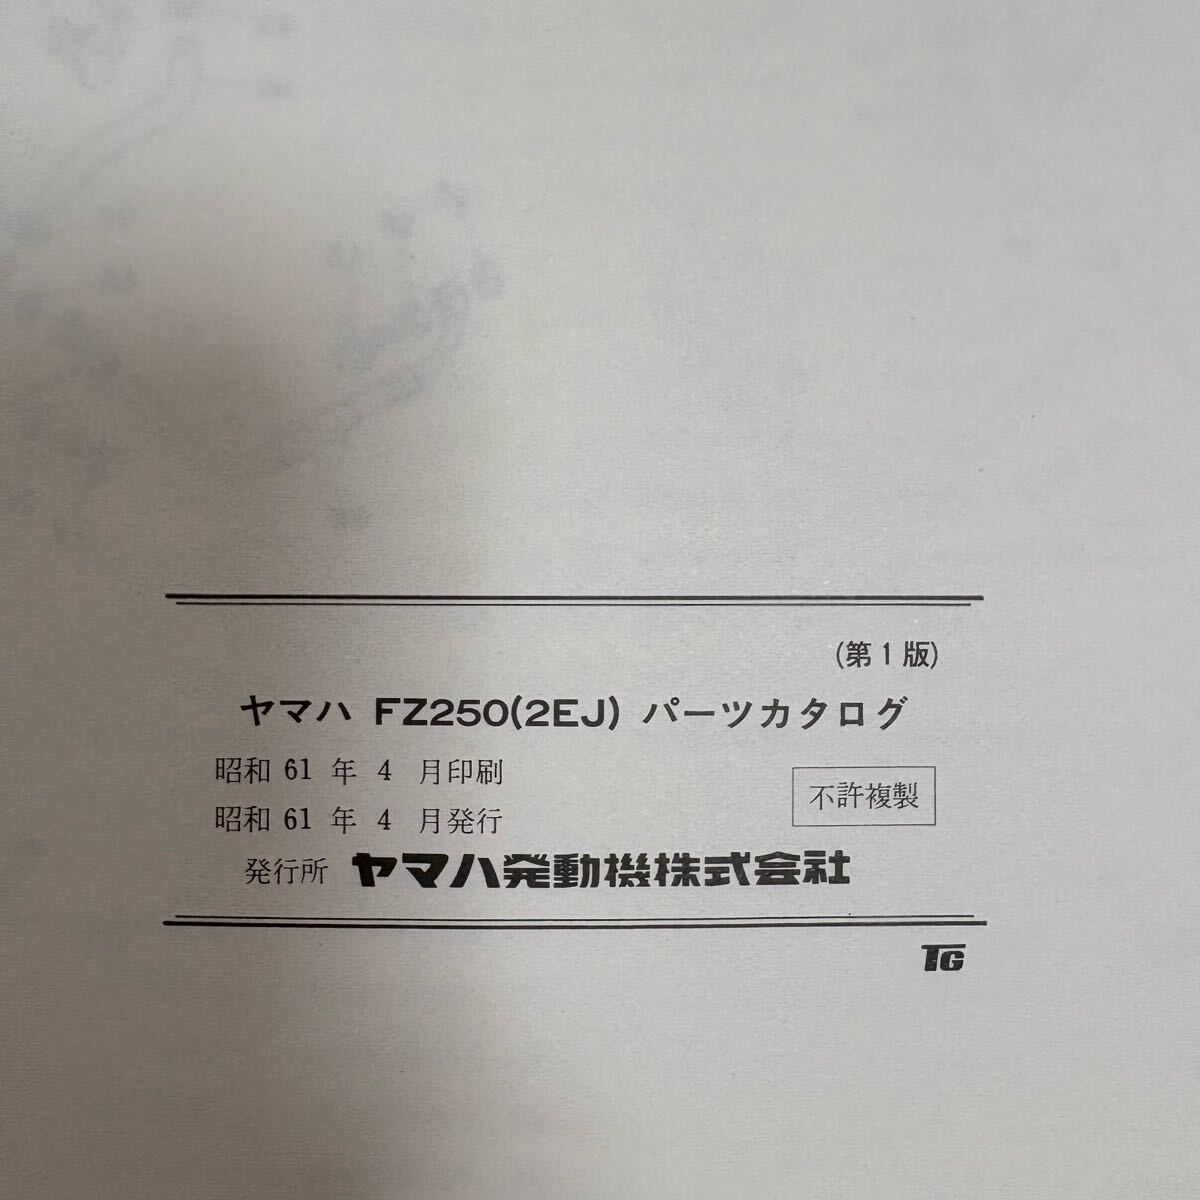 (第1版)
ヤマハ FZ250(2EJ) パーツカタログ
昭和 61 年 4 月印刷
昭和 61 年 4 月発行
不許複製
発行所 ヤマハ発動機株式会社
TG